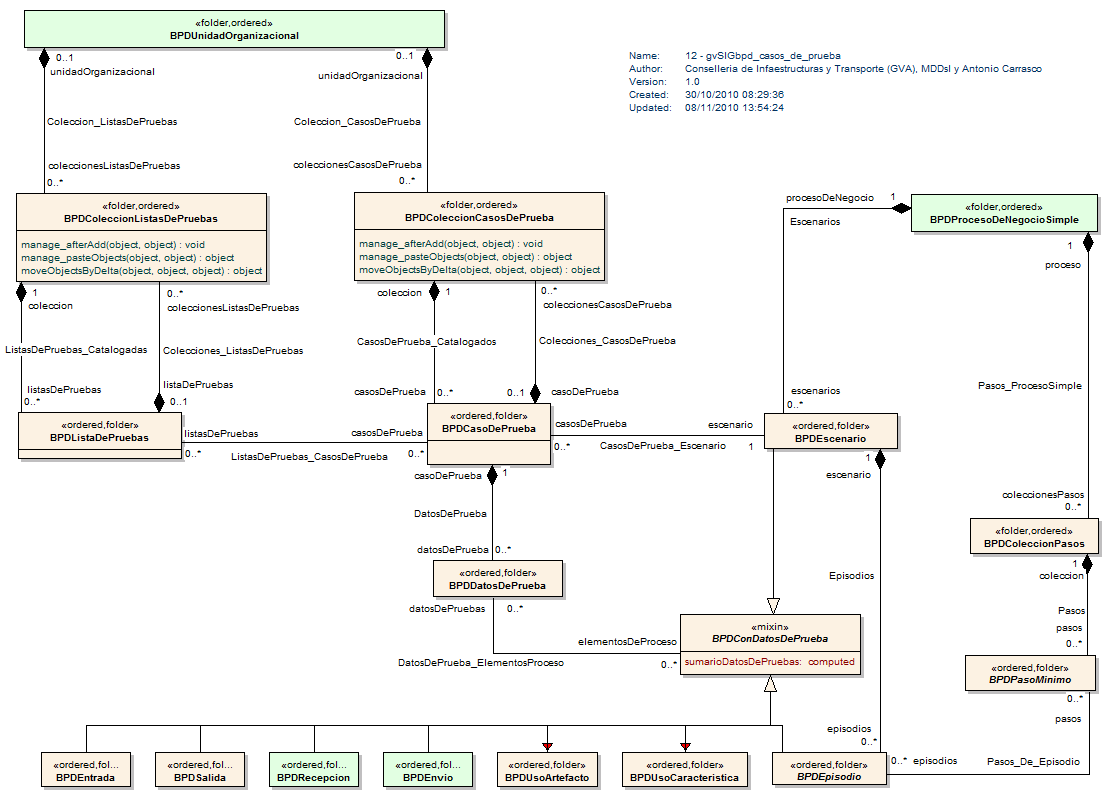 «folder,ordered»
BPDUnidadOrganizacional
0..1
unidadOrganizacional
0..1
unidadOrganizacional
Name: 12 - gvSIGbpd_casos_de_prueba
Author: Conselleria de Infaestructuras y Transporte (GVA), MDDsl y Antonio Carrasco
Version: 1.0
Created: 30/10/2010 08:29:36
Updated: 08/11/2010 13:54:24
Coleccion_ListasDePruebas
Coleccion_CasosDePrueba
coleccionesListasDePruebas
0..*
coleccionesCasosDePrueba
0..*
«folder,ordered»
BPDColeccionListasDePruebas
manage_afterAdd(object, object) : void
manage_pasteObjects(object) : object
moveObjectsByDelta(object, object, object) : object
«folder,ordered»
BPDColeccionCasosDePrueba
manage_afterAdd(object, object) : void
manage_pasteObjects(object, object) : object
moveObjectsByDelta(object, object, object) : object
procesoDeNegocio 1
Escenarios
«folder,ordered»
BPDProcesoDeNegocioSimple
1
proceso
1
coleccion
0..*
coleccionesListasDePruebas
coleccion 1
0..*
coleccionesCasosDePrueba
ListasDePruebas_Catalogadas
Colecciones_ListasDePruebas
CasosDePrueba_Catalogados
Colecciones_CasosDePrueba
listasDePruebas
0..*
listaDePruebas
0..1
casosDePrueba 0..*
0..1 casoDePrueba
escenarios
0..*
Pasos_ProcesoSimple
«ordered,folder»
BPDListaDePruebas
listasDePruebas
0..*
ListasDePruebas_CasosDePrueba
casosDePrueba
0..*
«ordered,folder»
BPDCasoDePrueba
casosDePrueba
0..*
CasosDePrueba_Escenario
escenario
1
«ordered,folder»
BPDEscenario
1
escenario
casoDePrueba 1
DatosDePrueba
datosDePrueba 0..*
coleccionesPasos
0..*
«folder,ordered»
BPDColeccionPasos
1
coleccion
«ordered,folder»
BPDDatosDePrueba
datosDePruebas 0..*
Episodios
Pasos
pasos
0..*
elementosDeProceso
DatosDePrueba_ElementosProceso
0..*
«mixin»
BPDConDatosDePrueba
sumarioDatosDePruebas: computed
«ordered,folder»
BPDPasoMinimo
0..*
pasos
episodios
0..*
«ordered,fol...
BPDEntrada
«ordered,fol...
BPDSalida
«ordered,fol...
BPDRecepcion
«ordered,fol...
BPDEnvio
«ordered,folder»
BPDUsoArtefacto
«ordered,folder»
BPDUsoCaracteristica
«ordered,folder»
BPDEpisodio
0..* episodios
Pasos_De_Episodio